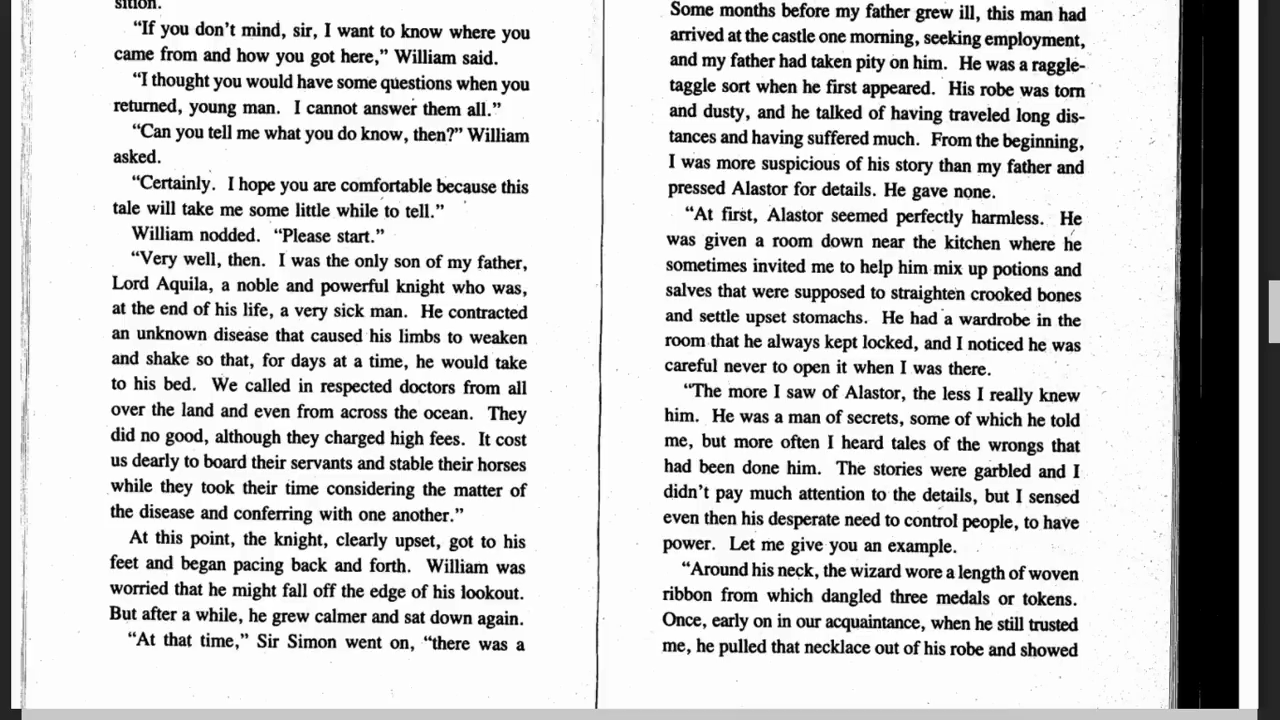 sition.
“If you don’t mind, sir, I want to know where you
came from and how you got here,” William said.
“I thought you would have some questions when you
returned, young man. I cannot answer them all.”
“Can you tell me what you do know, then?” William
asked.
“Certainly. I hope you are comfortable because this
tale will take me some little while to tell.”
William nodded. “Please start.”
“Very well, then. I was the only son of my father,
Lord Aquila, a noble and powerful knight who was,
at the end of his life, a very sick man. He contracted
an unknown disease that caused his limbs to weaken
and shake so that, for days at a time, he would take
to his bed. We called in respected doctors from all
over the land and even from across the ocean. They
did no good, although they charged high fees. It cost
us dearly to board their servants and stable their horses
while they took their time considering the matter of
the disease and conferring with one another.”
At this point, the knight, clearly upset, got to his
feet and began pacing back and forth. William was
worried that he might fall off the edge of his lookout.
But after a while, he grew calmer and sat down again.
“At that time,” Sir Simon went on, “there was a
Some months before my father grew ill, this man had
arrived at the castle one morning, seeking employment,
and my father had taken pity on him. He was a raggle-
taggle sort when he first appeared. His robe was torn
and dusty, and he talked of having traveled long dis-
tances and having suffered much. From the beginning,
I was more suspicious of his story than my father and
pressed Alastor for details. He gave none.
“At first, Alastor seemed perfectly harmless. He
was given a room down near the kitchen where he
sometimes invited me to help him mix up potions and
salves that were supposed to straighten crooked bones
and settle upset stomachs. He had a wardrobe in the
room that he always kept locked, and I noticed he was
careful never to open it when I was there.
“The more I saw of Alastor, the less I really knew
him. He was a man of secrets, some of which he told
me, but more often I heard tales of the wrongs that
had been done him. The stories were garbled and I
didn’t pay much attention to the details, but I sensed
even then his desperate need to control people, to have
power. Let me give you an example.
“Around his neck, the wizard wore a length of woven
ribbon from which dangled three medals or tokens.
Once, early on in our acquaintance, when he still trusted
me, he pulled that necklace out of his robe and showed